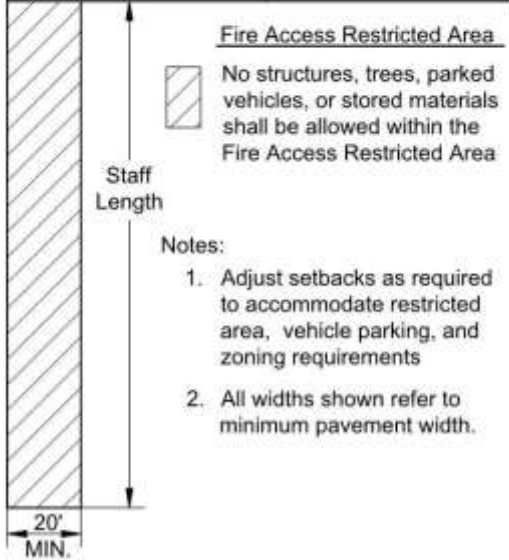 Fire Access Restricted Area
No structures, trees, parked
vehicles, or stored materials
shall be allowed within the
Fire Access Restricted Area
Staff
Length
Notes:
1. Adjust setbacks as required
to accommodate restricted
area, vehicle parking, and
zoning requirements
2. All widths shown refer to
minimum pavement width.
20'
MIN.